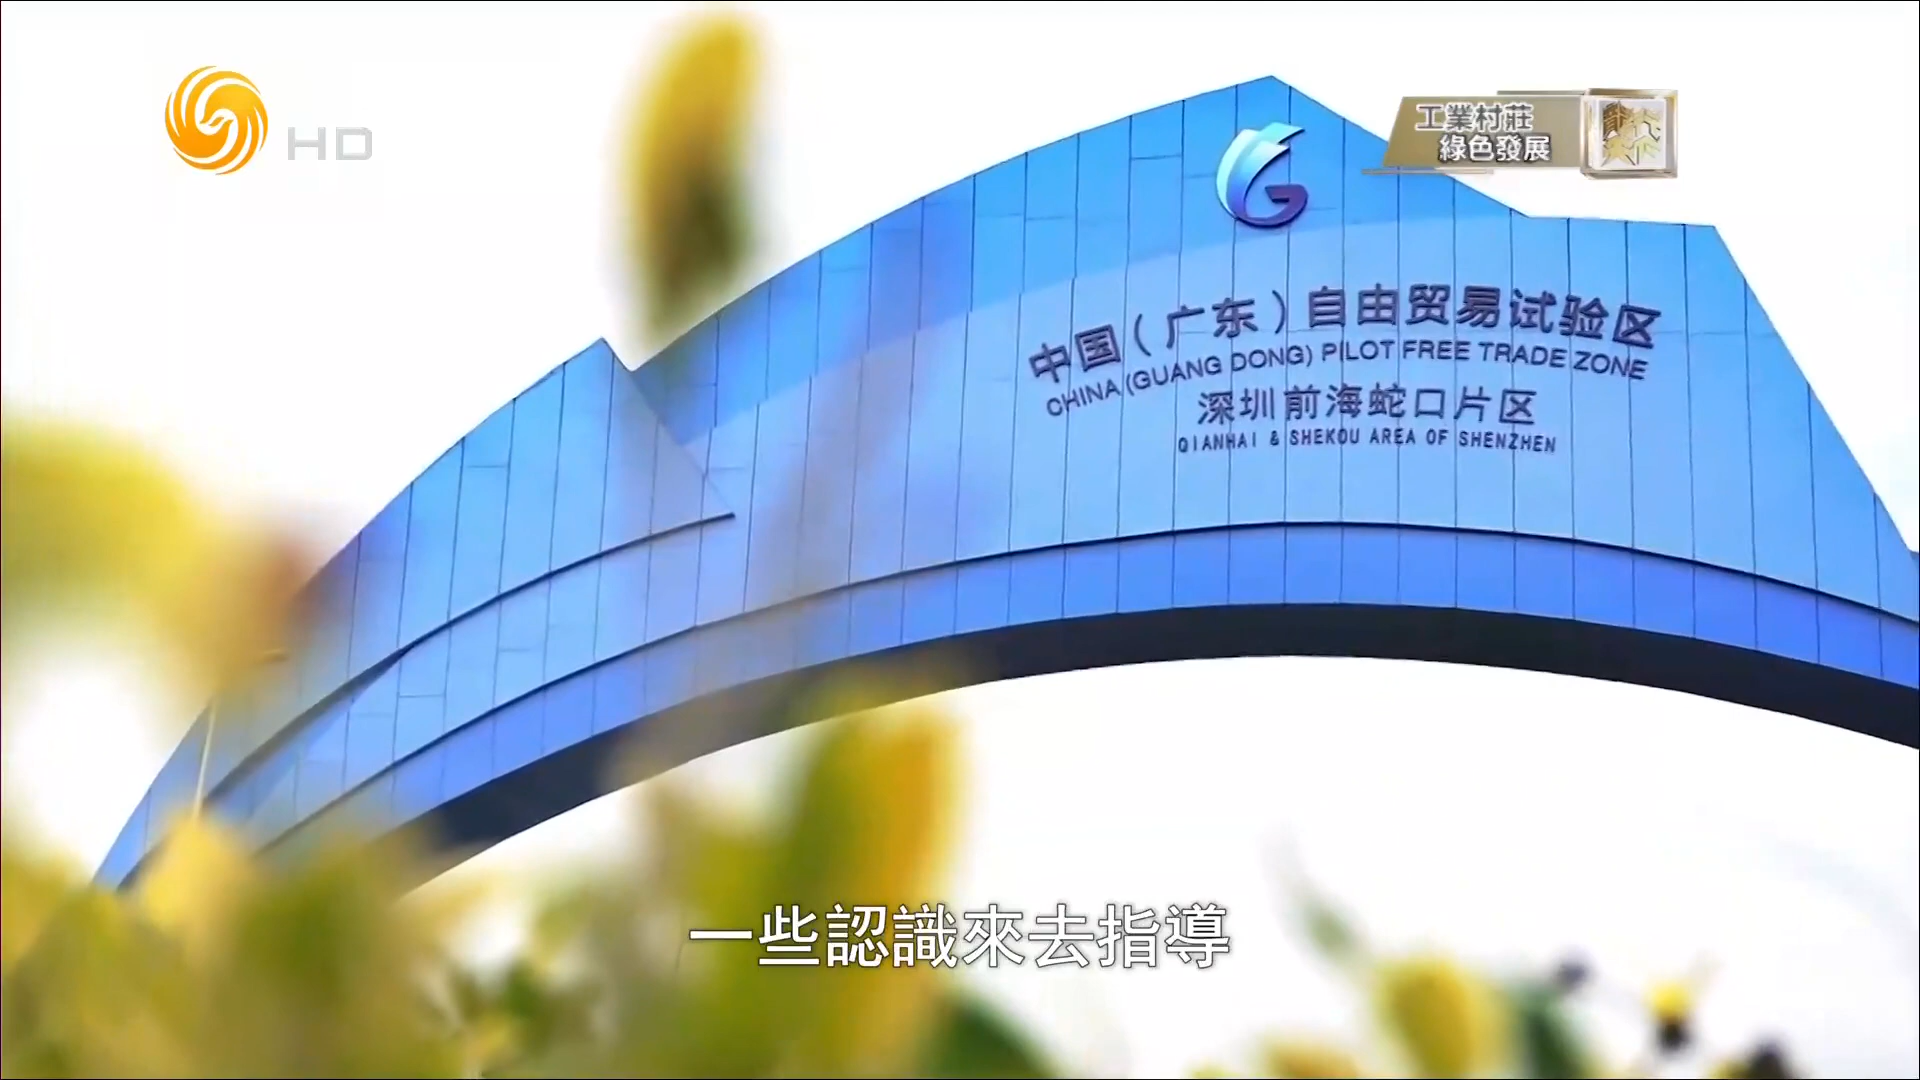 HD
工業村莊
綠色發展
中国（广东）自由贸易试验区
CHINA (GUANG DONG) PILOT FREE TRADE ZONE
深圳前海蛇口片区
QIANHAI & SHEKOU AREA OF SHENZHEN
一些認識來去指導